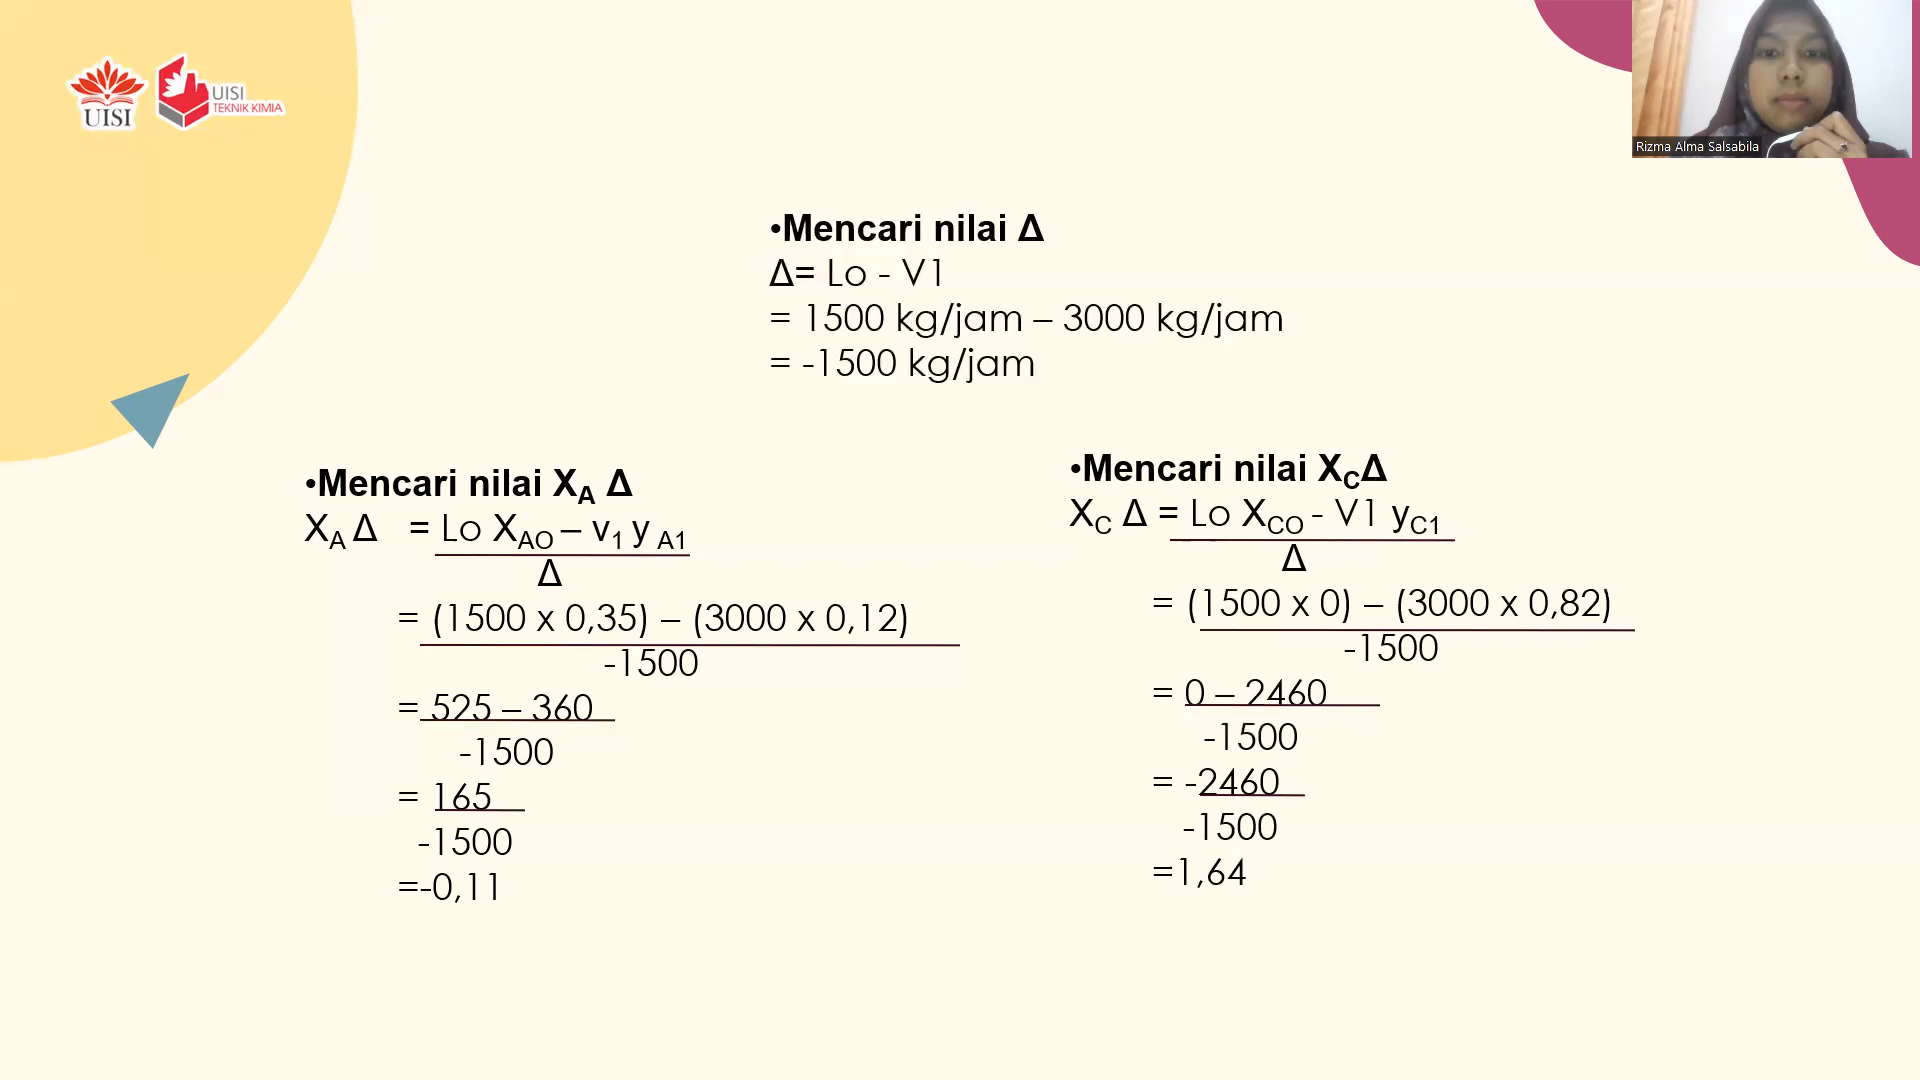 UISI
UISI
TEKNIK KIMIA
Rizma Alma Salsabila
•Mencari nilai Δ
Δ= Lo - V1
= 1500 kg/jam – 3000 kg/jam
= -1500 kg/jam
•Mencari nilai XA Δ
XA Δ = Lo XAO – v1 y A1
Δ
= (1500 x 0,35) – (3000 x 0,12)
-1500
= 525 – 360
-1500
= 165
-1500
=-0,11
•Mencari nilai XCΔ
XC Δ = Lo XCO - V1 yC1
Δ
= (1500 x 0) – (3000 x 0,82)
-1500
= 0 – 2460
-1500
= -2460
-1500
=1,64